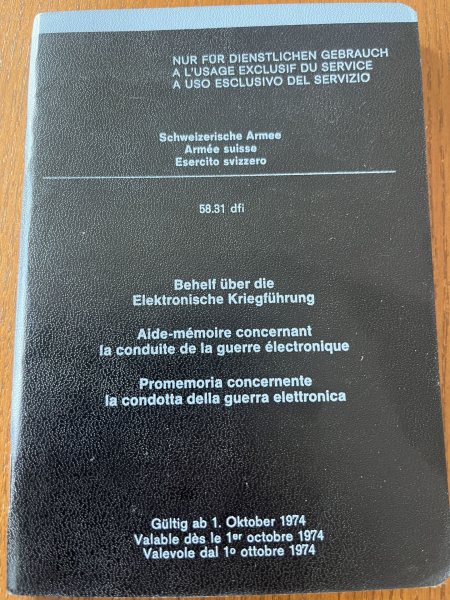 NUR FÜR DIENSTLICHEN GEBRAUCH
A L'USAGE EXCLUSIF DU SERVICE
A USO ESCLUSIVO DEL SERVIZIO
Schweizerische Armee
Armée suisse
Esercito svizzero
58.31 dfi
Behelf über die
Elektronische Kriegführung
Aide-mémoire concernant
la conduite de la guerre électronique
Promemoria concernente
la condotta della guerra elettronica
Gültig ab 1. Oktober 1974
Valable dès le 1er octobre 1974
Valevole dal 1o ottobre 1974